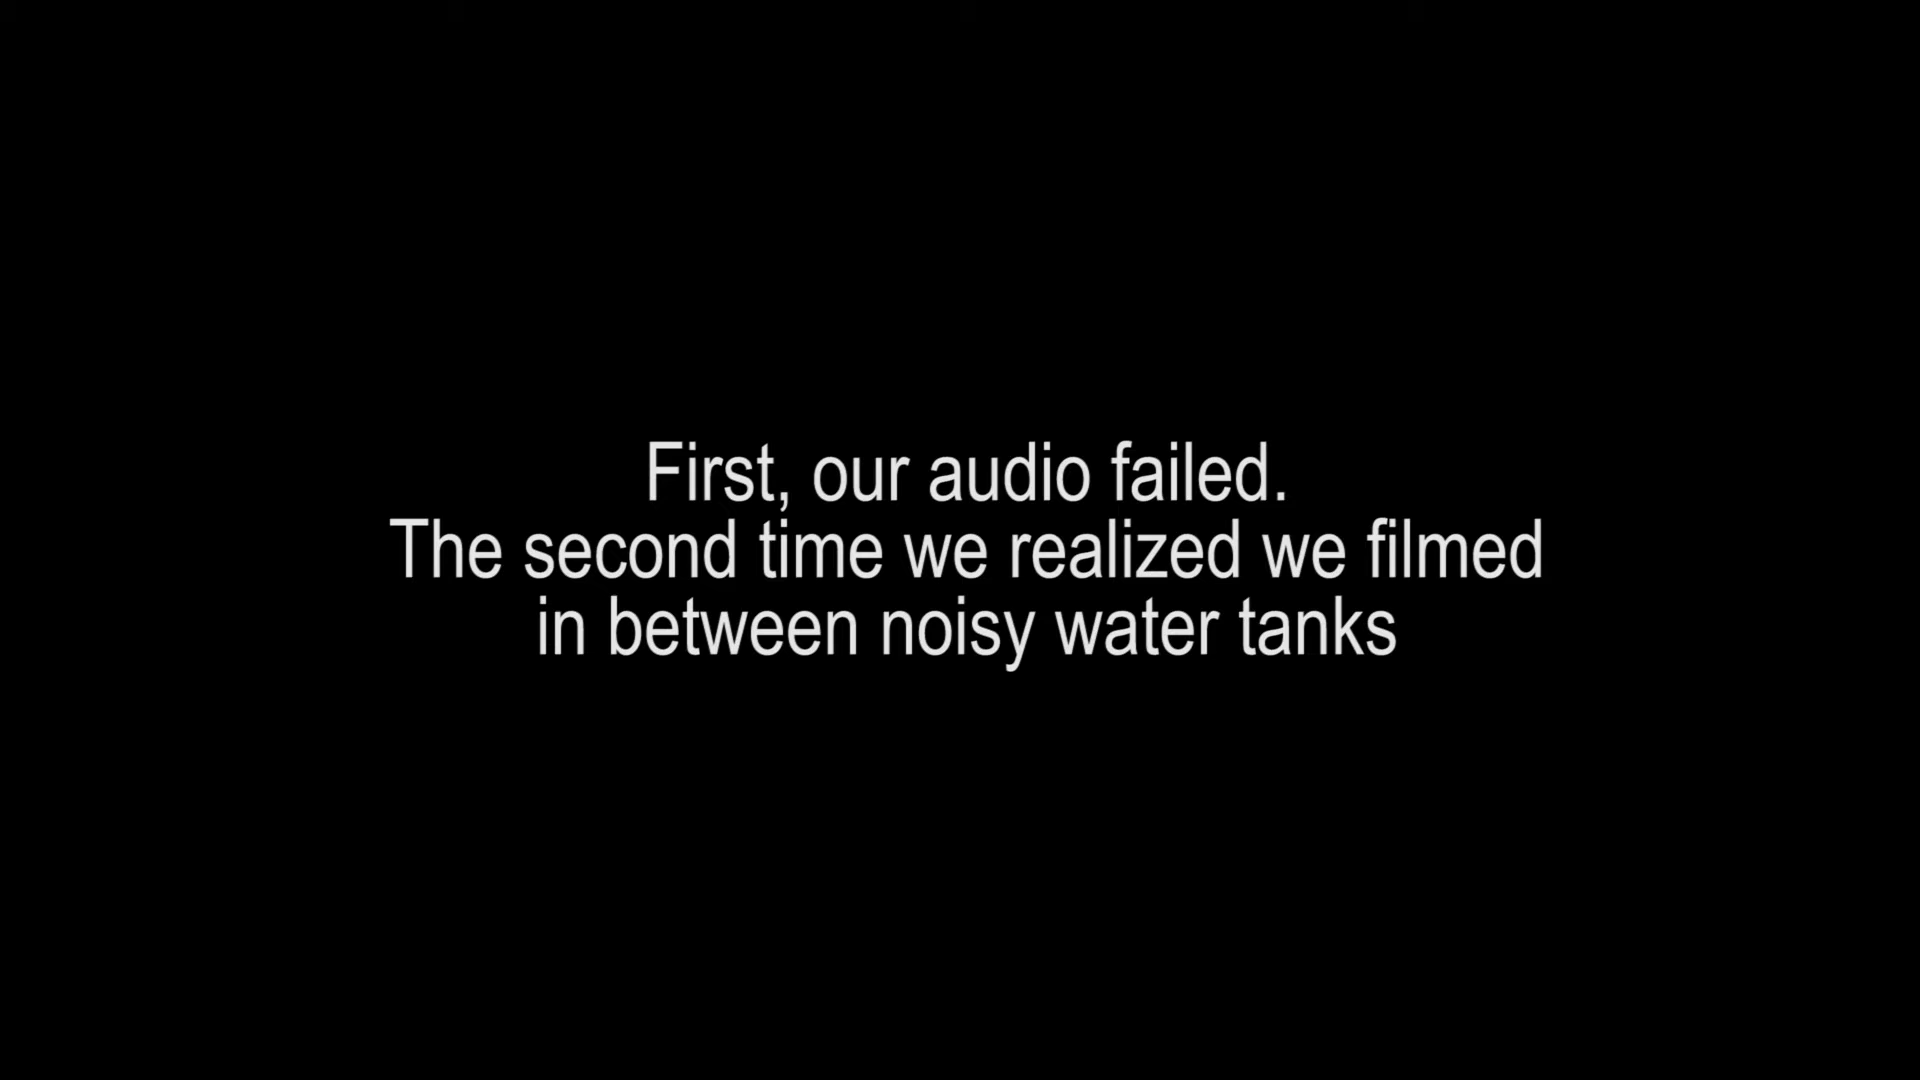 First, our audio failed.
The second time we realized we filmed
in between noisy water tanks